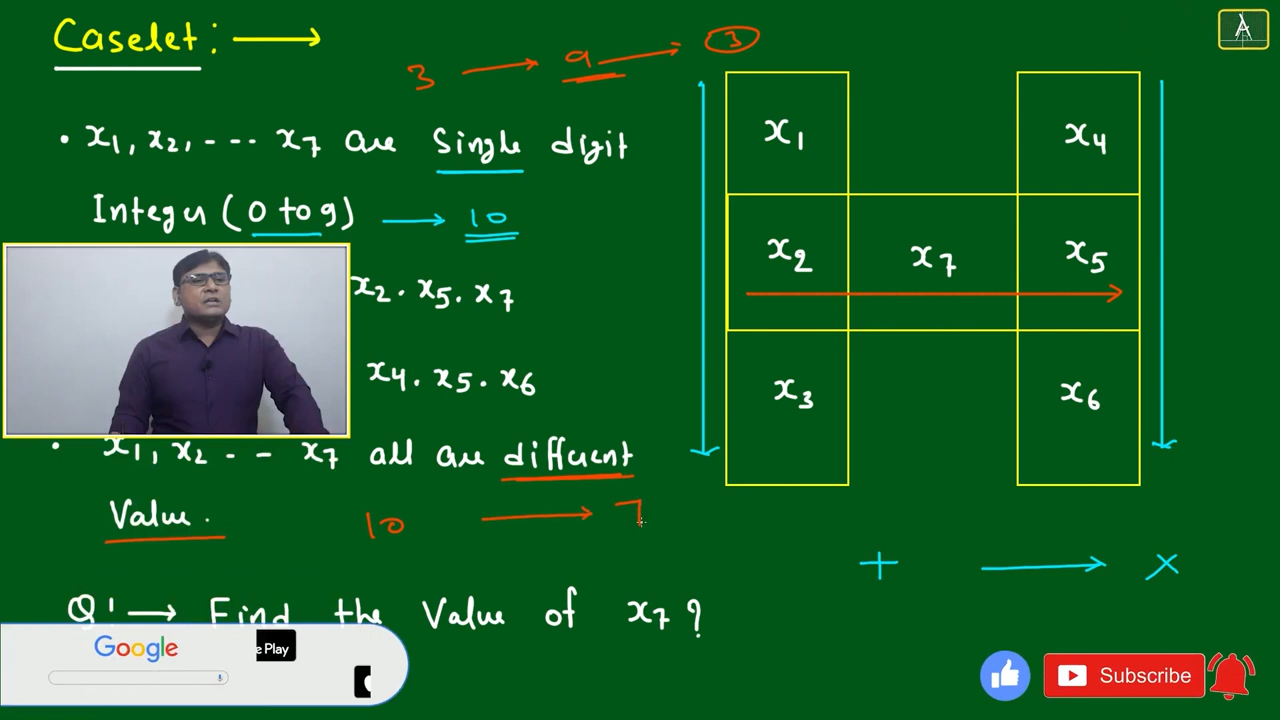 Caselet:
3 → 9 → 3
• x1, x2, --- x7 are Single digit
Integer (0 to 9) → 10
x2 . x5 . x7
x4 . x5 . x6
• x1, x2 - - x7 all are different
Value.
10 → 7
Q! → Find the Value of x7?
x1
x4
x2 x7 x5
x3
x6
+ → ×
Google
e Play
Subscribe